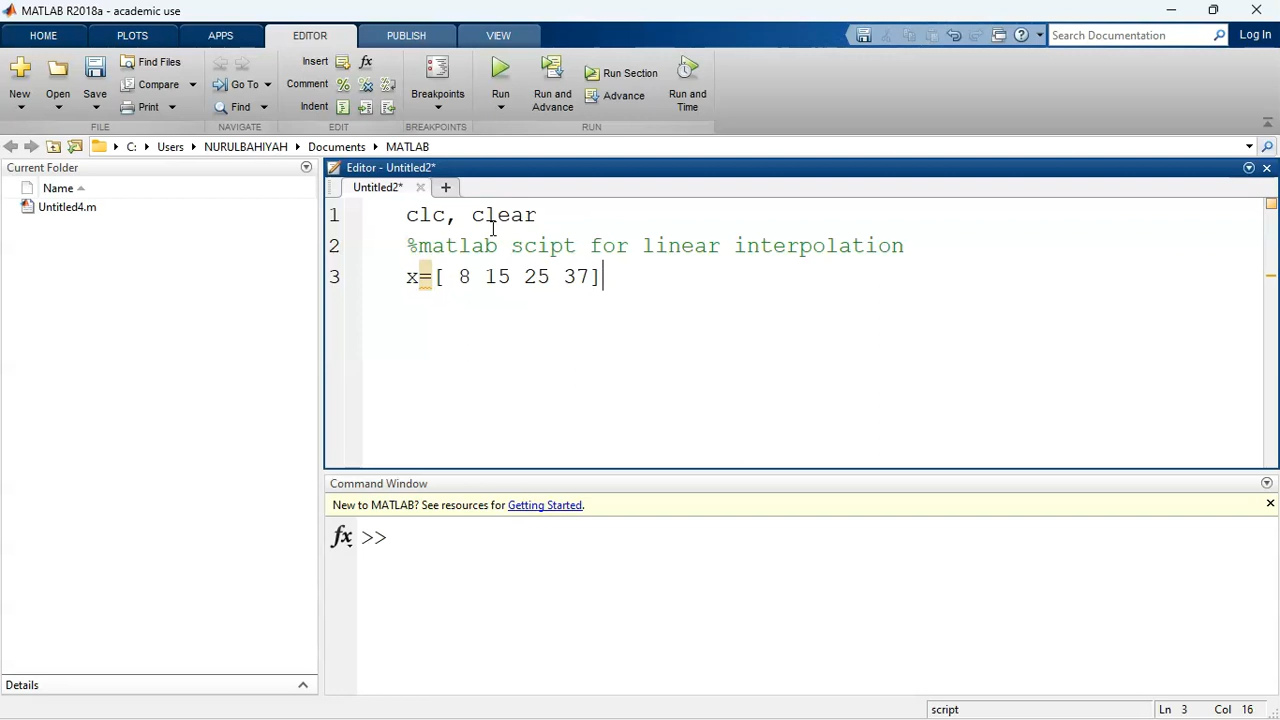 MATLAB R2018a - academic use
HOME PLOTS APPS EDITOR PUBLISH VIEW Search Documentation Log In
New Open Save Find Files Compare Print Go To Find Insert fx Comment Indent Breakpoints Run Run and Advance Run Section Advance Run and Time
FILE NAVIGATE EDIT BREAKPOINTS RUN
C: Users NURULBAHIYAH Documents MATLAB
Current Folder
Name
Untitled4.m
Details
Editor - Untitled2*
Untitled2*
1 clc, clear
2 %matlab scipt for linear interpolation
3 x=[ 8 15 25 37]
Command Window
New to MATLAB? See resources for Getting Started.
fx >>
script Ln 3 Col 16